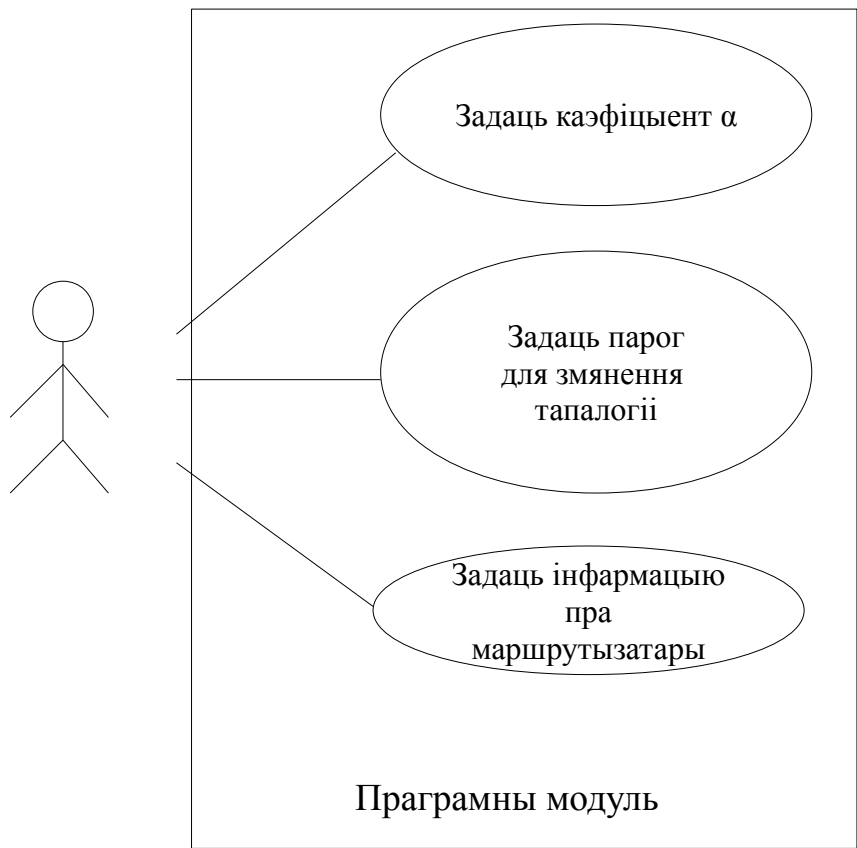 Задаць каэфіцыент α
Задаць парог
для змянення
тапалогіі
Задаць інфармацыю
пра
маршрутызатары
Праграмны модуль